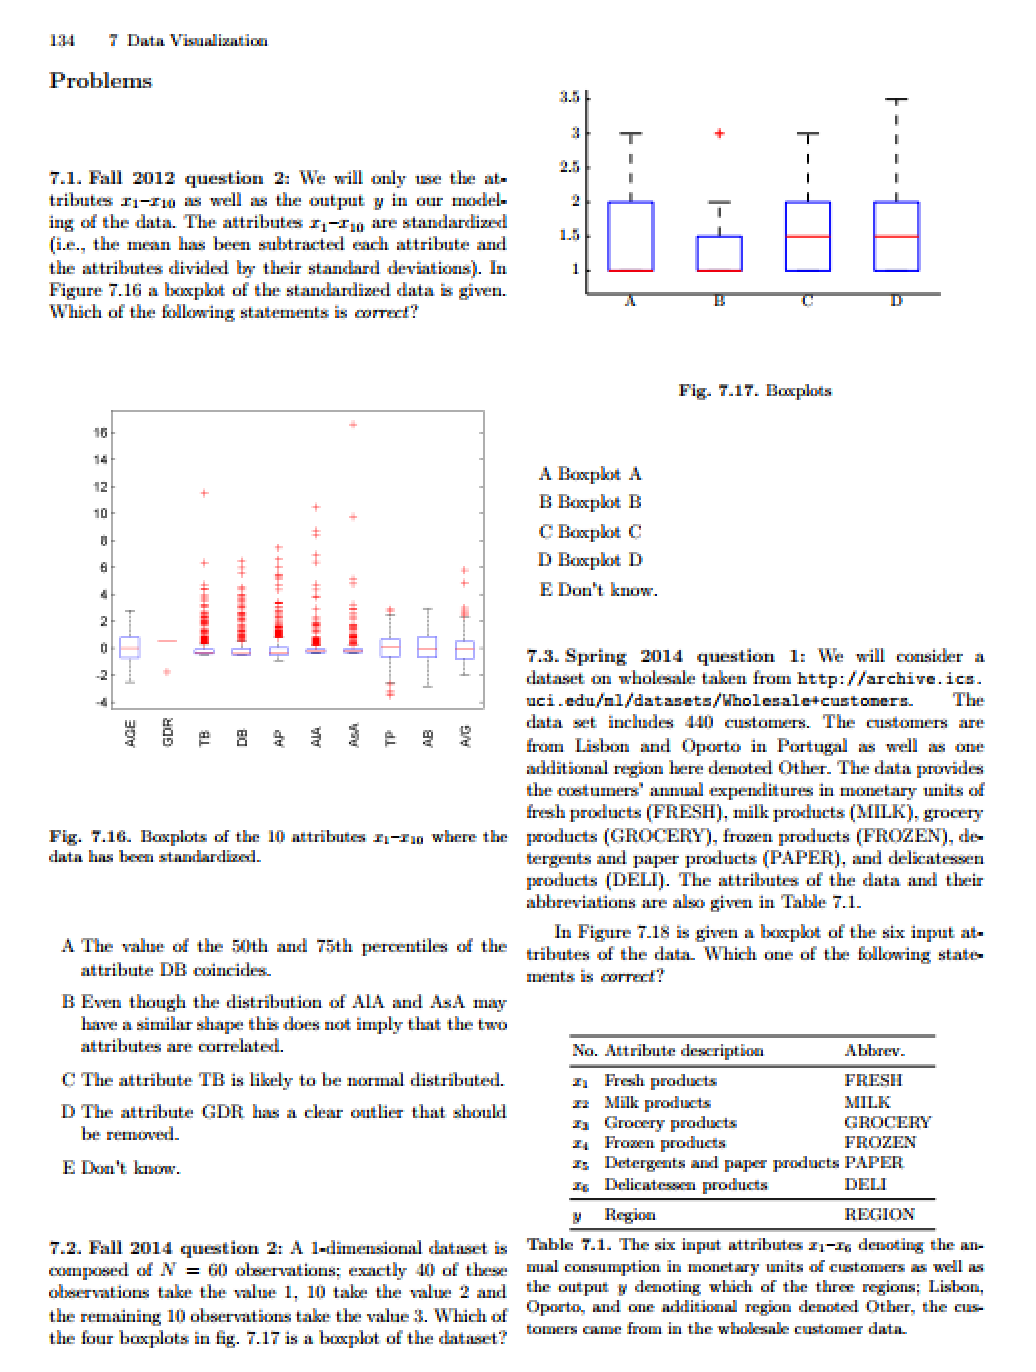 134 7 Data Visualization
Problems
7.1. Fall 2012 question 2: We will only use the at-
tributes x1–x10 as well as the output y in our model-
ing of the data. The attributes x1–x10 are standardized
(i.e., the mean has been subtracted each attribute and
the attributes divided by their standard deviations). In
Figure 7.16 a boxplot of the standardized data is given.
Which of the following statements is correct?
16
14
12
10
8
6
4
2
0
-2
-4
AGE GDR TB DB AP AlA AsA TP AB A/G
Fig. 7.16. Boxplots of the 10 attributes x1–x10 where the
data has been standardized.
A The value of the 50th and 75th percentiles of the
attribute DB coincides.
B Even though the distribution of AlA and AsA may
have a similar shape this does not imply that the two
attributes are correlated.
C The attribute TB is likely to be normal distributed.
D The attribute GDR has a clear outlier that should
be removed.
E Don't know.
7.2. Fall 2014 question 2: A 1-dimensional dataset is
composed of N = 60 observations; exactly 40 of these
observations take the value 1, 10 take the value 2 and
the remaining 10 observations take the value 3. Which of
the four boxplots in fig. 7.17 is a boxplot of the dataset?
3.5
3
2.5
2
1.5
1
A B C D
Fig. 7.17. Boxplots
A Boxplot A
B Boxplot B
C Boxplot C
D Boxplot D
E Don't know.
7.3. Spring 2014 question 1: We will consider a
dataset on wholesale taken from http://archive.ics.
uci.edu/ml/datasets/Wholesale+customers. The
data set includes 440 customers. The customers are
from Lisbon and Oporto in Portugal as well as one
additional region here denoted Other. The data provides
the costumers' annual expenditures in monetary units of
fresh products (FRESH), milk products (MILK), grocery
products (GROCERY), frozen products (FROZEN), de-
tergents and paper products (PAPER), and delicatessen
products (DELI). The attributes of the data and their
abbreviations are also given in Table 7.1.
In Figure 7.18 is given a boxplot of the six input at-
tributes of the data. Which one of the following state-
ments is correct?
No. Attribute description Abbrev.
x1 Fresh products FRESH
x2 Milk products MILK
x3 Grocery products GROCERY
x4 Frozen products FROZEN
x5 Detergents and paper products PAPER
x6 Delicatessen products DELI
y Region REGION
Table 7.1. The six input attributes x1–x6 denoting the an-
nual consumption in monetary units of customers as well as
the output y denoting which of the three regions; Lisbon,
Oporto, and one additional region denoted Other, the cus-
tomers came from in the wholesale customer data.